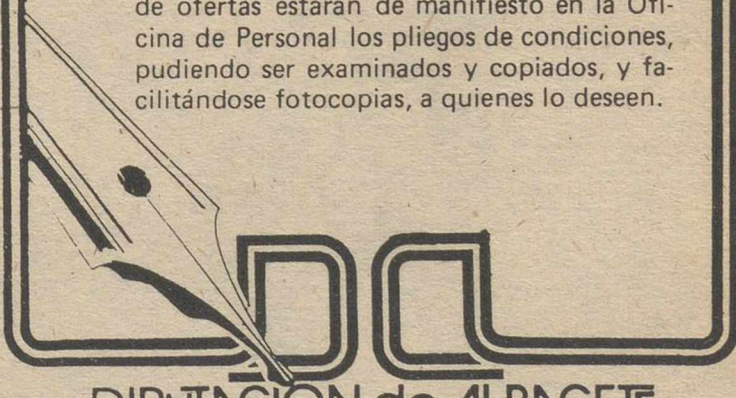 de ofertas estarán de manifiesto en la Ofi-
cina de Personal los pliegos de condiciones,
pudiendo ser examinados y copiados, y fa-
cilitándose fotocopias, a quienes lo deseen.
DIPUTACION de ALBACETE